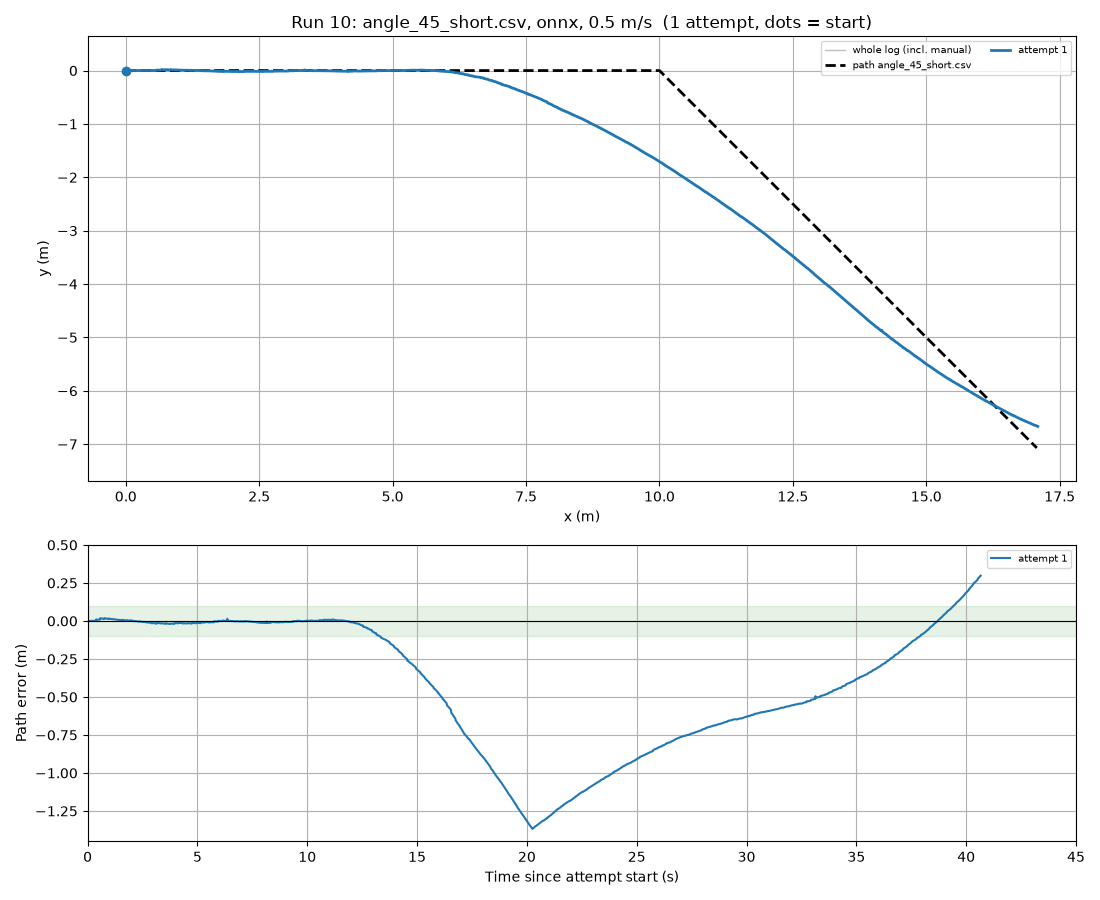 Run 10: angle_45_short.csv, onnx, 0.5 m/s  (1 attempt, dots = start)
whole log (incl. manual)
path angle_45_short.csv
attempt 1
0
−1
−2
−3
−4
−5
−6
−7
y (m)
0.0 2.5 5.0 7.5 10.0 12.5 15.0 17.5
x (m)
attempt 1
0.50
0.25
0.00
−0.25
−0.50
−0.75
−1.00
−1.25
Path error (m)
0 5 10 15 20 25 30 35 40 45
Time since attempt start (s)